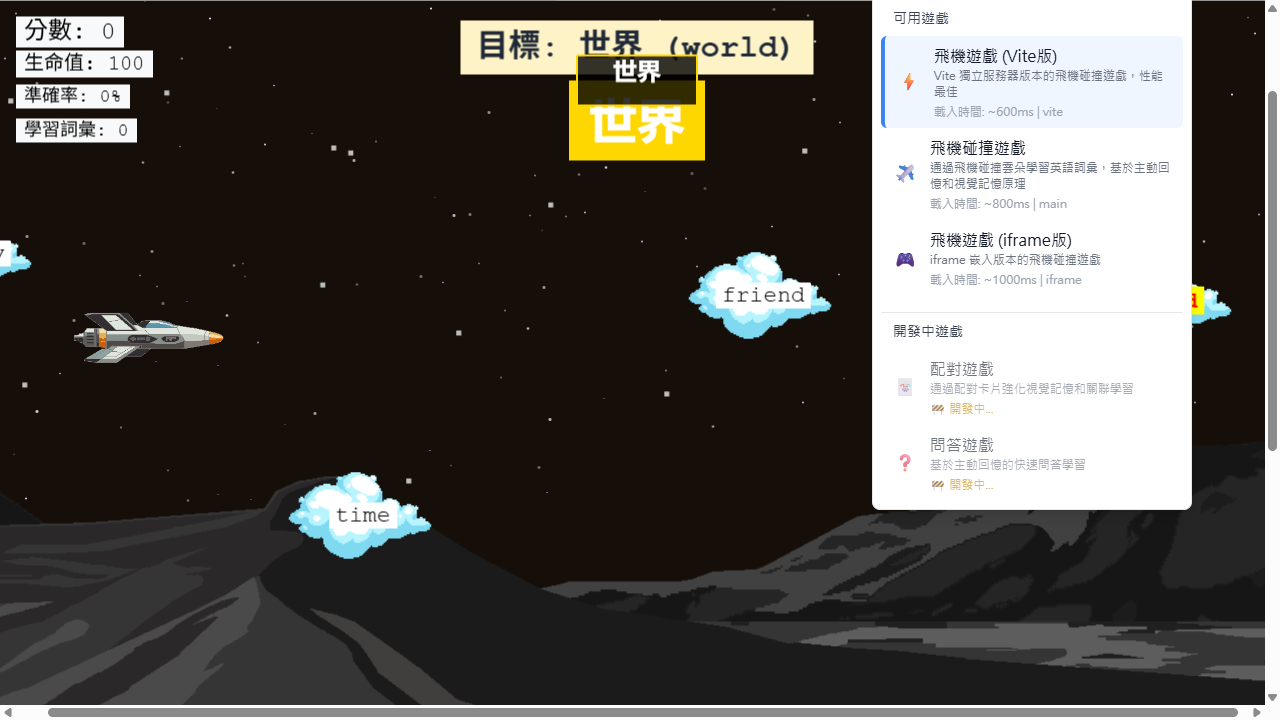 分數: 0
生命值: 100
準確率: 0%
學習詞彙: 0
目標: 世界 (world)
世界
世界
friend
time
可用遊戲
飛機遊戲 (Vite版)
Vite 獨立服務器版本的飛機碰撞遊戲，性能
最佳
載入時間: ~600ms | vite
飛機碰撞遊戲
通過飛機碰撞雲朵學習英語詞彙，基於主動回
憶和視覺記憶原理
載入時間: ~800ms | main
飛機遊戲 (iframe版)
iframe 嵌入版本的飛機碰撞遊戲
載入時間: ~1000ms | iframe
開發中遊戲
配對遊戲
通過配對卡片強化視覺記憶和關聯學習
開發中...
問答遊戲
基於主動回憶的快速問答學習
開發中...